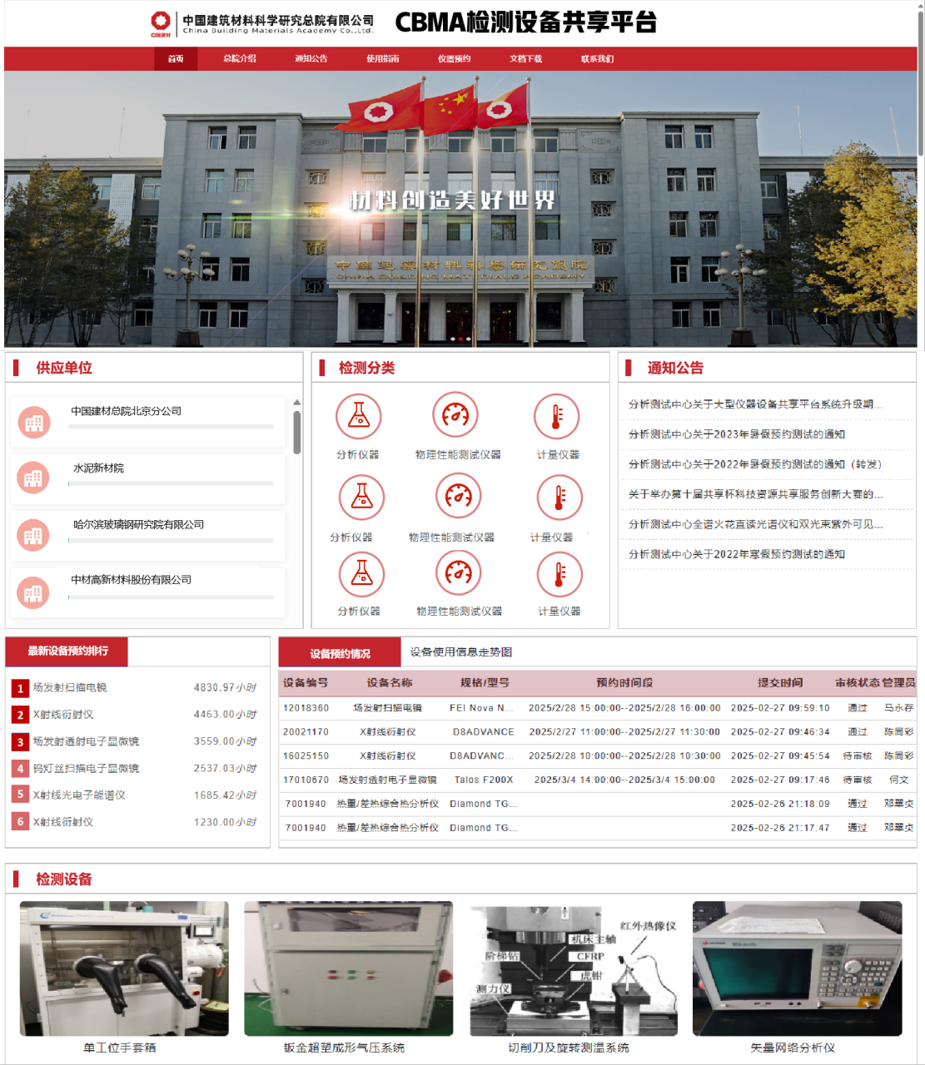 中国建筑材料科学研究总院有限公司
China Building Materials Academy Co.,Ltd.
CBMA检测设备共享平台
首页 总院介绍 通知公告 使用指南 仪器预约 文档下载 联系我们
材料创造美好世界
中国建筑材料科学研究总院
CHINA BUILDING MATERIALS ACADEMY
供应单位
中国建材总院北京分公司
水泥新材院
哈尔滨玻璃钢研究院有限公司
中材高新材料股份有限公司
检测分类
分析仪器 物理性能测试仪器 计量仪器
分析仪器 物理性能测试仪器 计量仪器
分析仪器 物理性能测试仪器 计量仪器
通知公告
分析测试中心关于大型仪器设备共享平台系统升级期...
分析测试中心关于2023年暑假预约测试的通知
分析测试中心关于2022年暑假预约测试的通知（转发）
关于举办第十届共享杯科技资源共享服务创新大赛的...
分析测试中心全谱火花直读光谱仪和双光束紫外可见...
分析测试中心关于2022年寒假预约测试的通知
最新设备预约排行
1 场发射扫描电镜 4830.97小时
2 X射线衍射仪 4463.00小时
3 场发射透射电子显微镜 3559.00小时
4 钨灯丝扫描电子显微镜 2537.03小时
5 X射线光电子能谱仪 1685.42小时
6 X射线衍射仪 1230.00小时
设备预约情况 设备使用信息走势图
设备编号 设备名称 规格/型号 预约时间段 提交时间 审核状态 管理员
12018360 场发射扫描电镜 FEI Nova N... 2025/2/28 15:00:00--2025/2/28 16:00:00 2025-02-27 09:59:10 通过 马永存
20021170 X射线衍射仪 D8ADVANCE 2025/2/27 11:00:00--2025/2/27 11:30:00 2025-02-27 09:46:34 通过 陈同彩
16025150 X射线衍射仪 D8ADVANC... 2025/2/28 10:00:00--2025/2/28 10:30:00 2025-02-27 09:45:54 待审核 陈同彩
17010670 场发射透射电子显微镜 Talos F200X 2025/3/4 14:00:00--2025/3/4 15:00:00 2025-02-27 09:17:46 待审核 何文
7001940 热重/差热综合热分析仪 Diamond TG... 2025-02-26 21:18:09 通过 邓翠贞
7001940 热重/差热综合热分析仪 Diamond TG... 2025-02-26 21:17:47 通过 邓翠贞
检测设备
红外热像仪
机床主轴
阶梯钻
CFRP
虎钳
测力仪
单工位手套箱 钣金超塑成形气压系统 切削刀及旋转测温系统 矢量网络分析仪